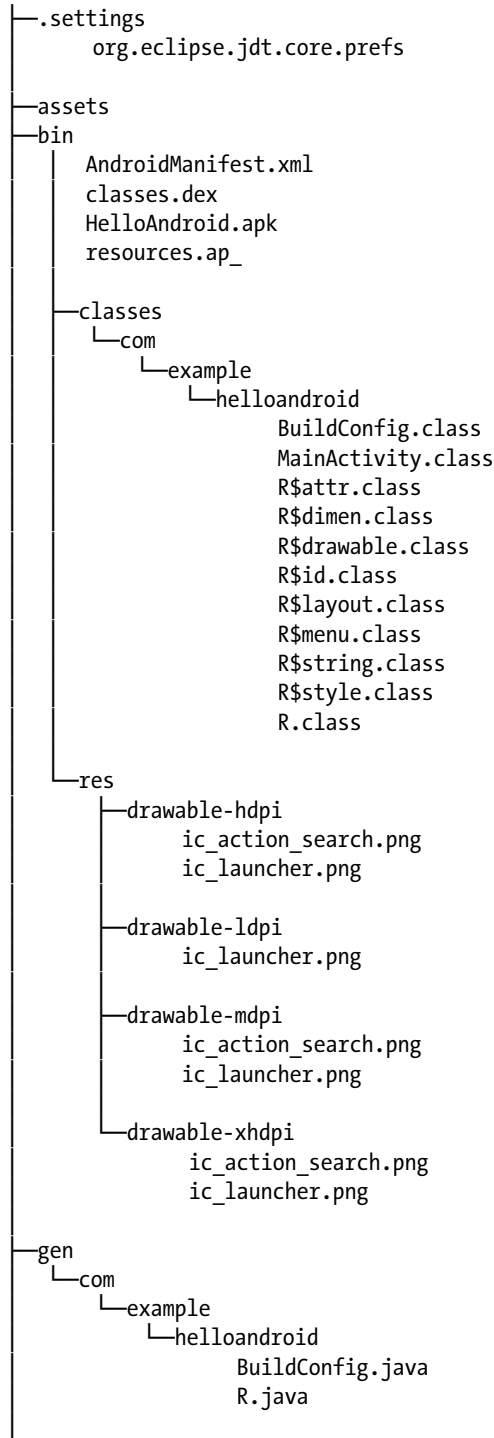 ├──.settings
org.eclipse.jdt.core.prefs
├──assets
├──bin
AndroidManifest.xml
classes.dex
HelloAndroid.apk
resources.ap_
├──classes
└──com
└──example
└──helloandroid
BuildConfig.class
MainActivity.class
R$attr.class
R$dimen.class
R$drawable.class
R$id.class
R$layout.class
R$menu.class
R$string.class
R$style.class
R.class
└──res
├──drawable-hdpi
ic_action_search.png
ic_launcher.png
├──drawable-ldpi
ic_launcher.png
├──drawable-mdpi
ic_action_search.png
ic_launcher.png
└──drawable-xhdpi
ic_action_search.png
ic_launcher.png
├──gen
└──com
└──example
└──helloandroid
BuildConfig.java
R.java